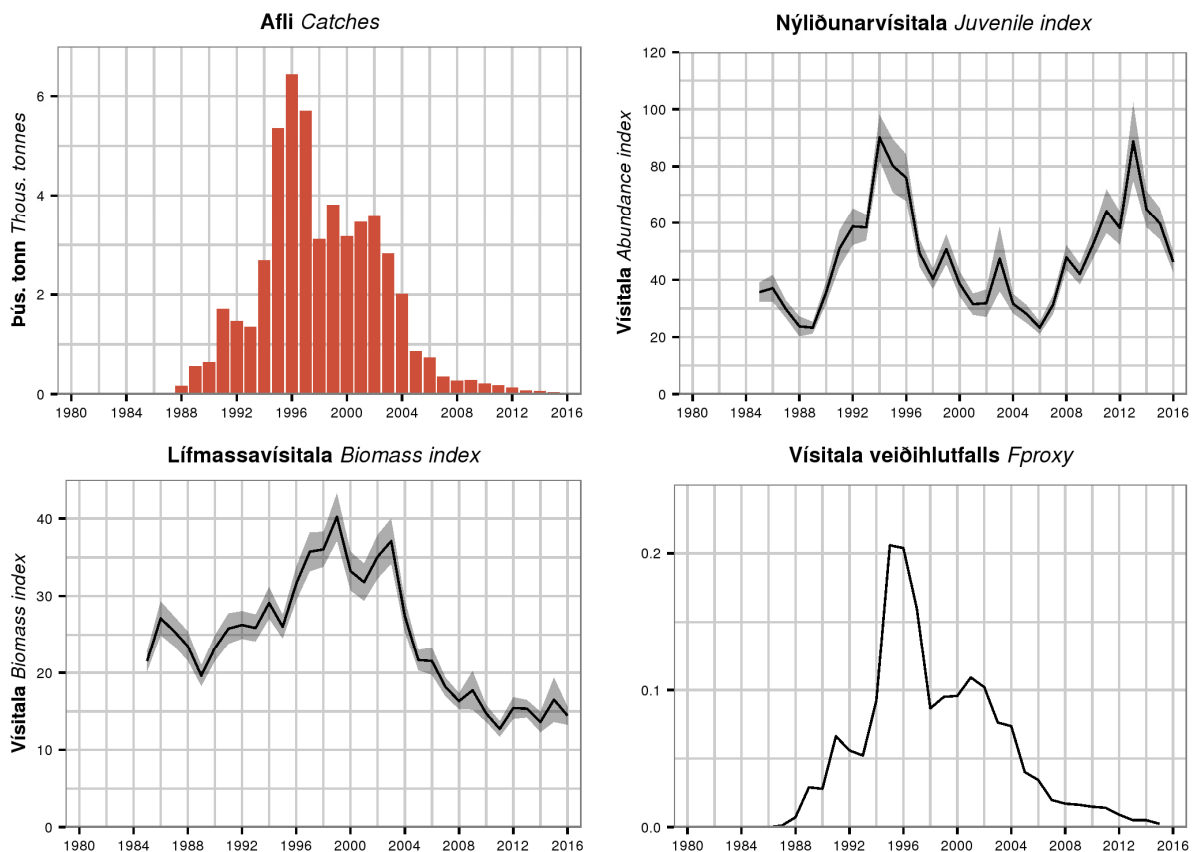 Afli Catches
Þús. tonn Thous. tonnes
6
4
2
0
1980 1984 1988 1992 1996 2000 2004 2008 2012 2016
Nýliðunarvísitala Juvenile index
Vísitala Abundance index
120
100
80
60
40
20
0
1980 1984 1988 1992 1996 2000 2004 2008 2012 2016
Lífmassavísitala Biomass index
Vísitala Biomass index
40
30
20
10
0
1980 1984 1988 1992 1996 2000 2004 2008 2012 2016
Vísitala veiðihlutfalls Fproxy
0.2
0.1
0.0
1980 1984 1988 1992 1996 2000 2004 2008 2012 2016